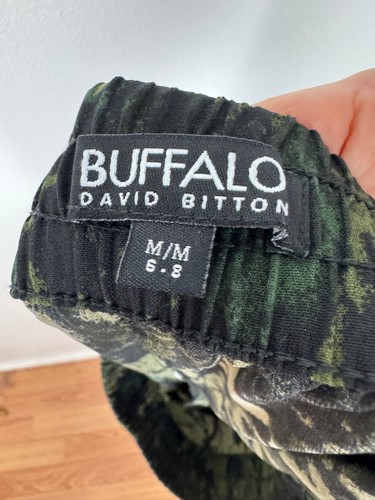 BUFFALO
DAVID BITTON
M/M
6-8